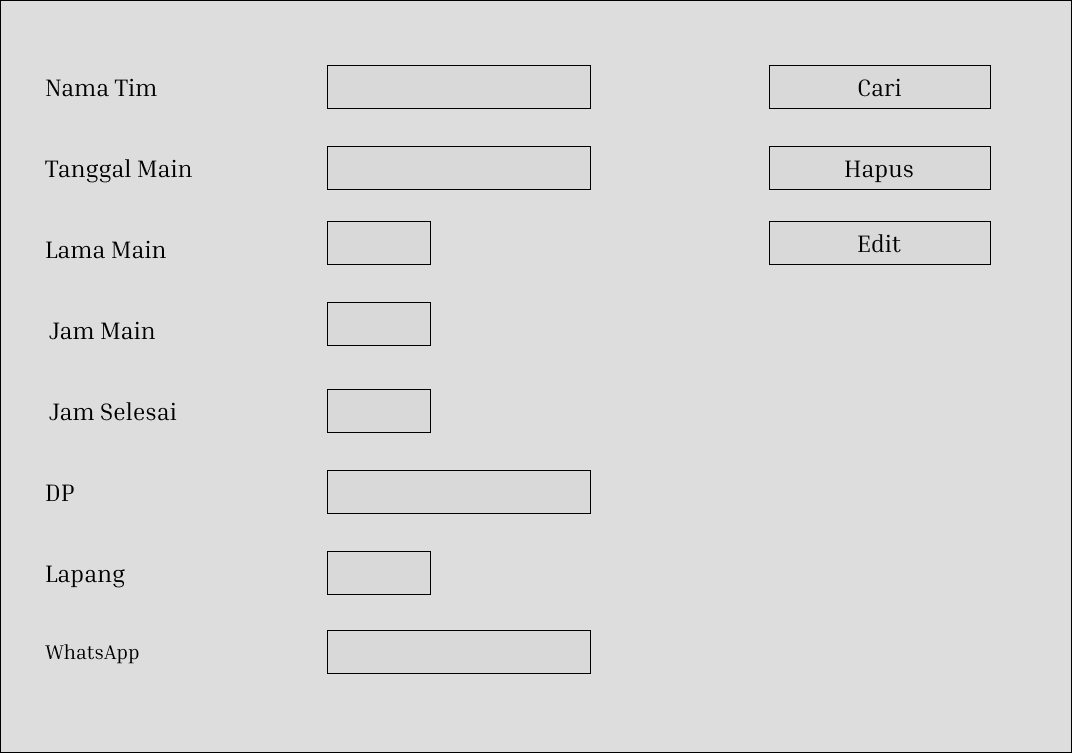 Nama Tim
Cari
Tanggal Main
Hapus
Lama Main
Edit
Jam Main
Jam Selesai
DP
Lapang
WhatsApp